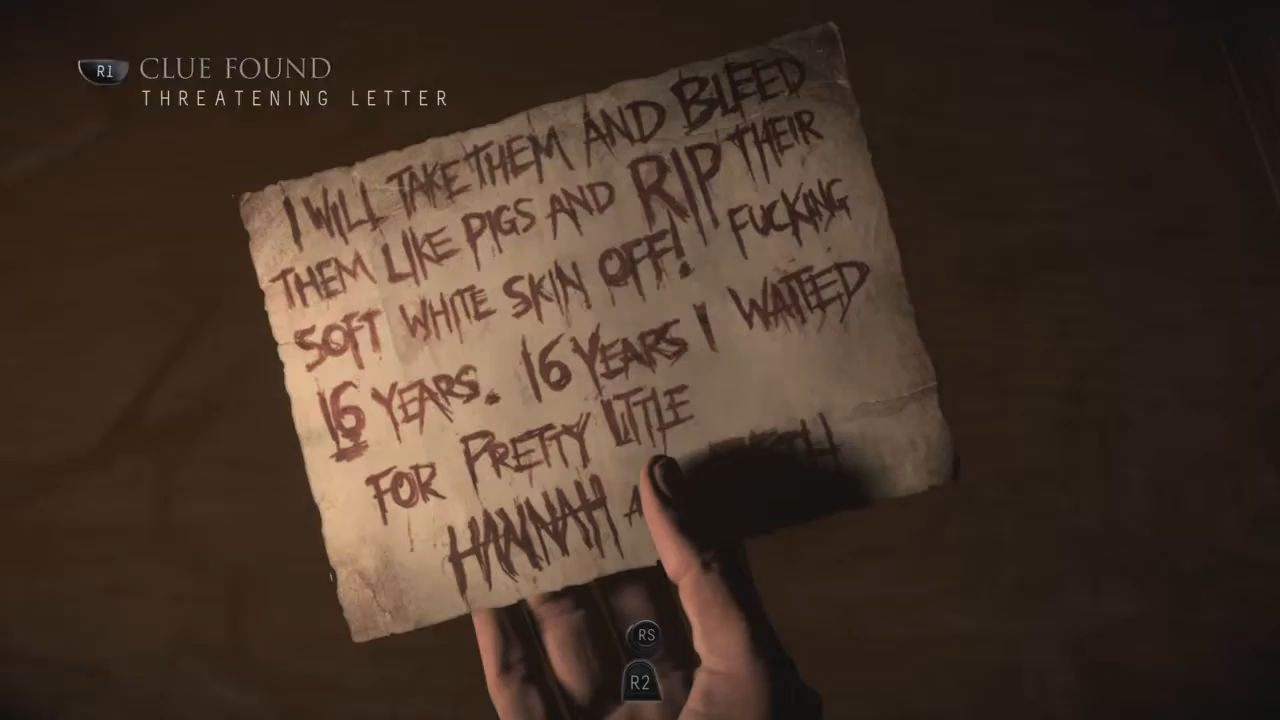 R1 CLUE FOUND
THREATENING LETTER
I WILL TAKE THEM AND BLEED
THEM LIKE PIGS AND RIP THEIR
SOFT WHITE SKIN OFF! FUCKING
16 YEARS. 16 YEARS I WAITED
FOR PRETTY LITTLE
HANNAH
RS
R2